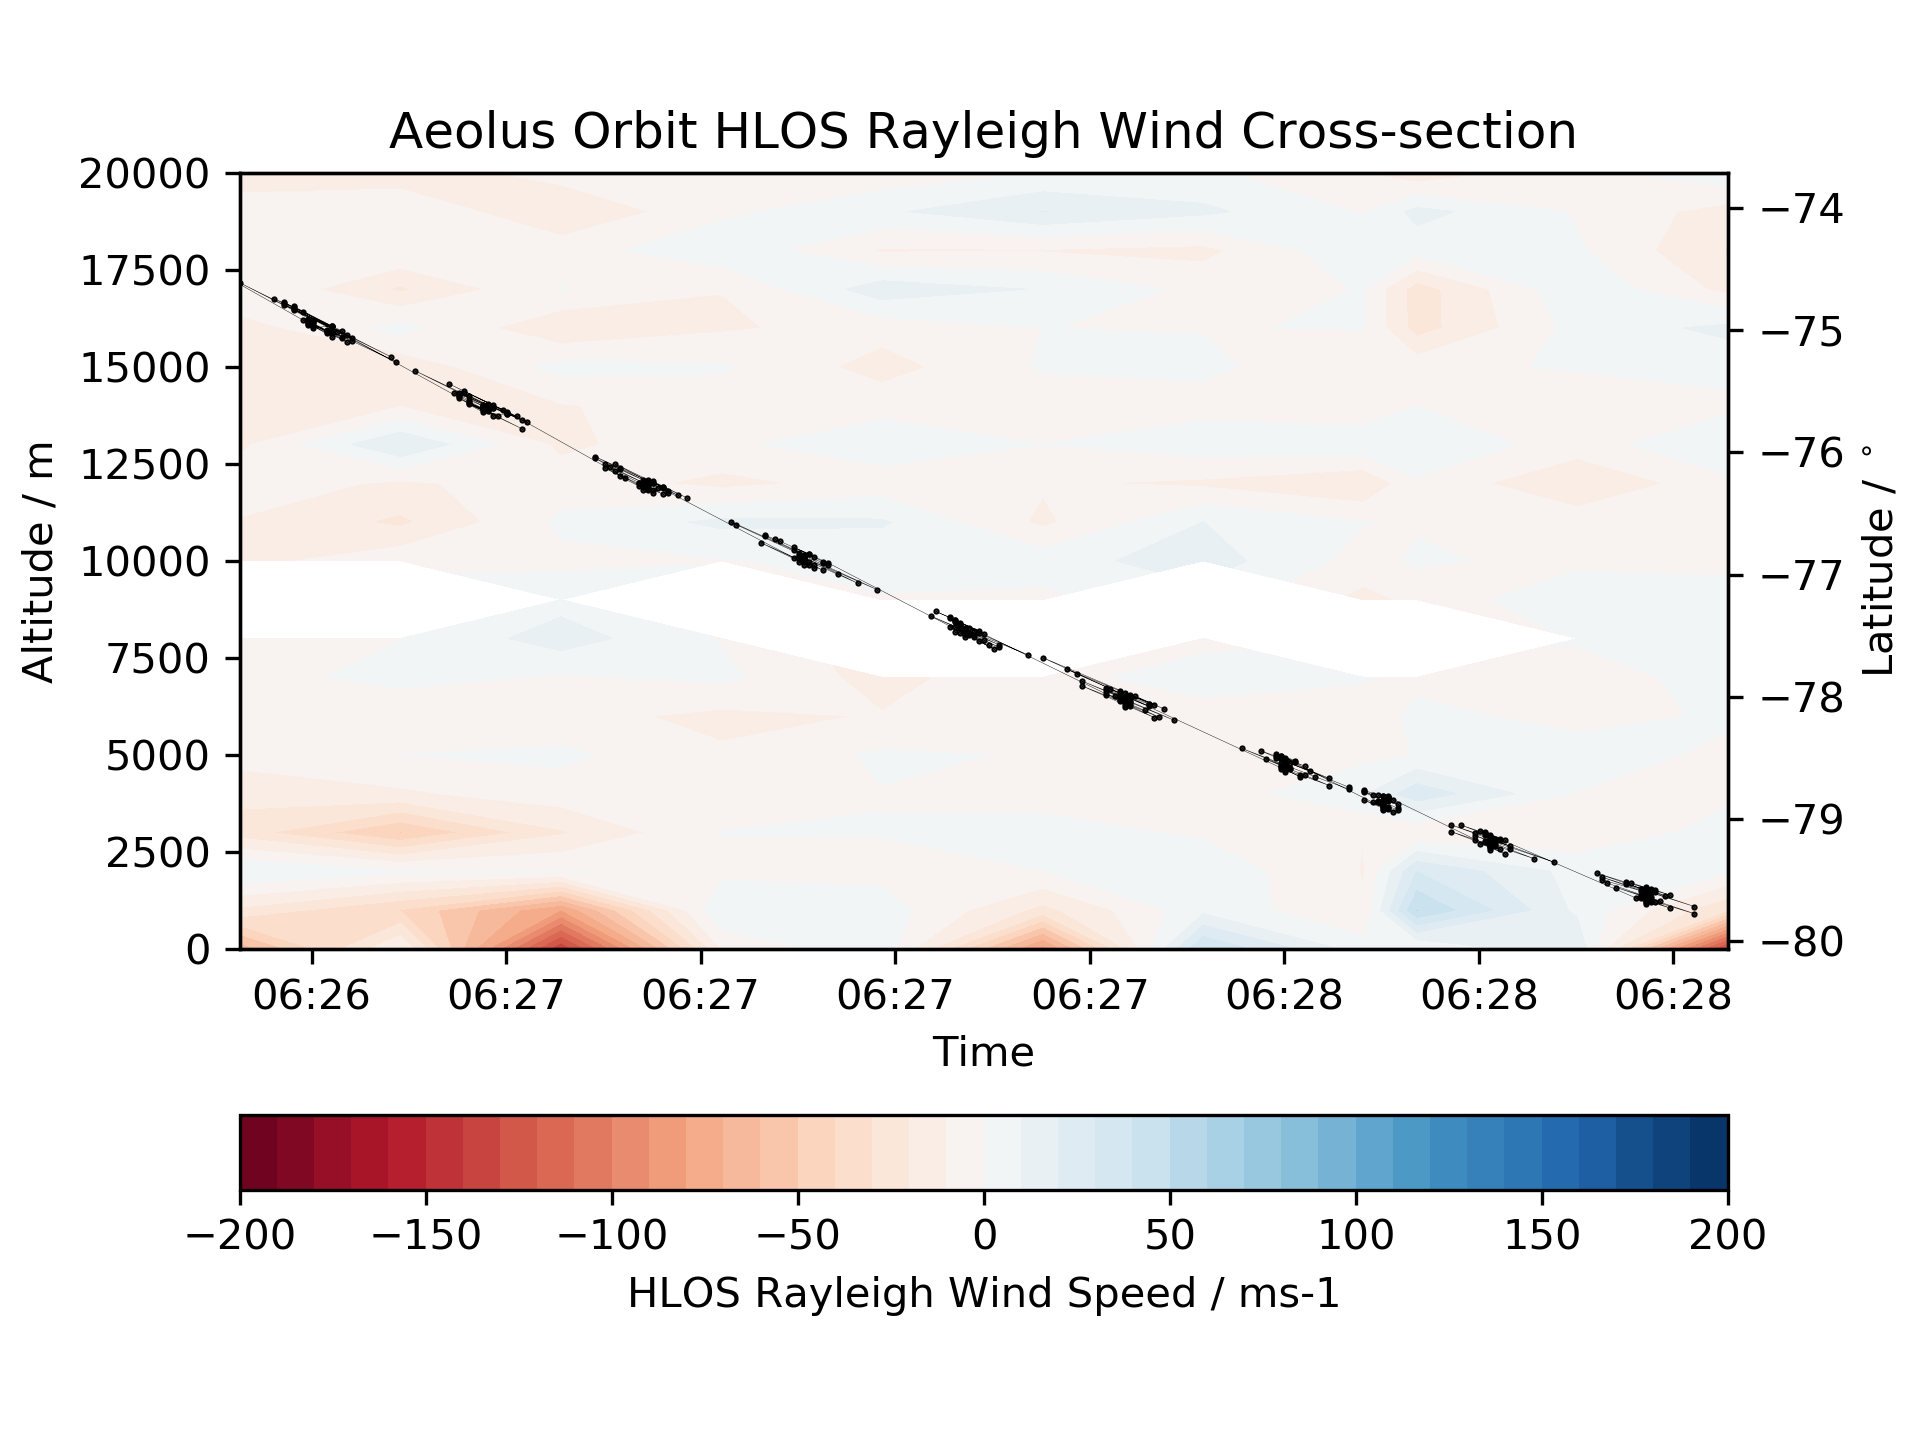 Aeolus Orbit HLOS Rayleigh Wind Cross-section
20000
17500
15000
12500
10000
7500
5000
2500
0
Altitude / m
−74
−75
−76
−77
−78
−79
−80
Latitude / °
06:26 06:27 06:27 06:27 06:27 06:28 06:28 06:28
Time
−200 −150 −100 −50 0 50 100 150 200
HLOS Rayleigh Wind Speed / ms-1